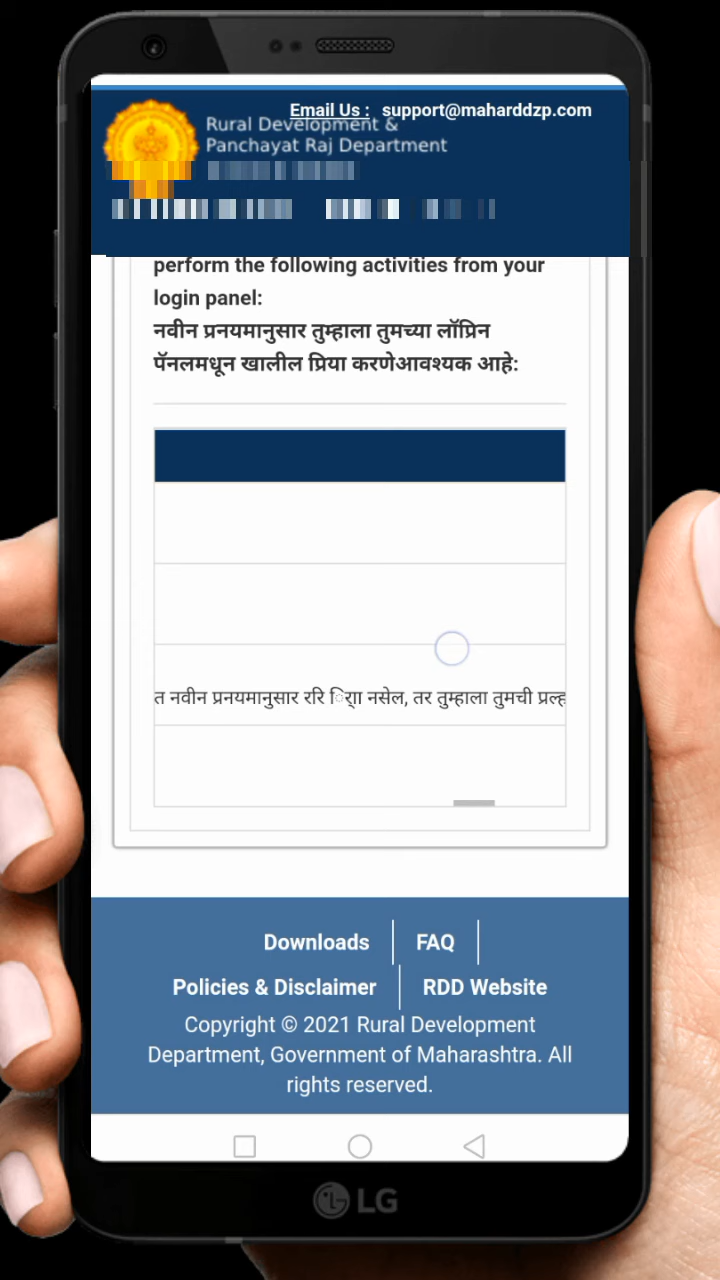 Email Us : support@maharddzp.com
Rural Development &
Panchayat Raj Department
perform the following activities from your
login panel:
नवीन प्रनयमानुसार तुम्हाला तुमच्या लॉप्रिन
पॅनलमधून खालील प्रिया करणेआवश्यक आहे:
त नवीन प्रनयमानुसार ररि िाा नसेल, तर तुम्हाला तुमची प्रल्ह
Downloads
FAQ
Policies & Disclaimer
RDD Website
Copyright © 2021 Rural Development
Department, Government of Maharashtra. All
rights reserved.
LG